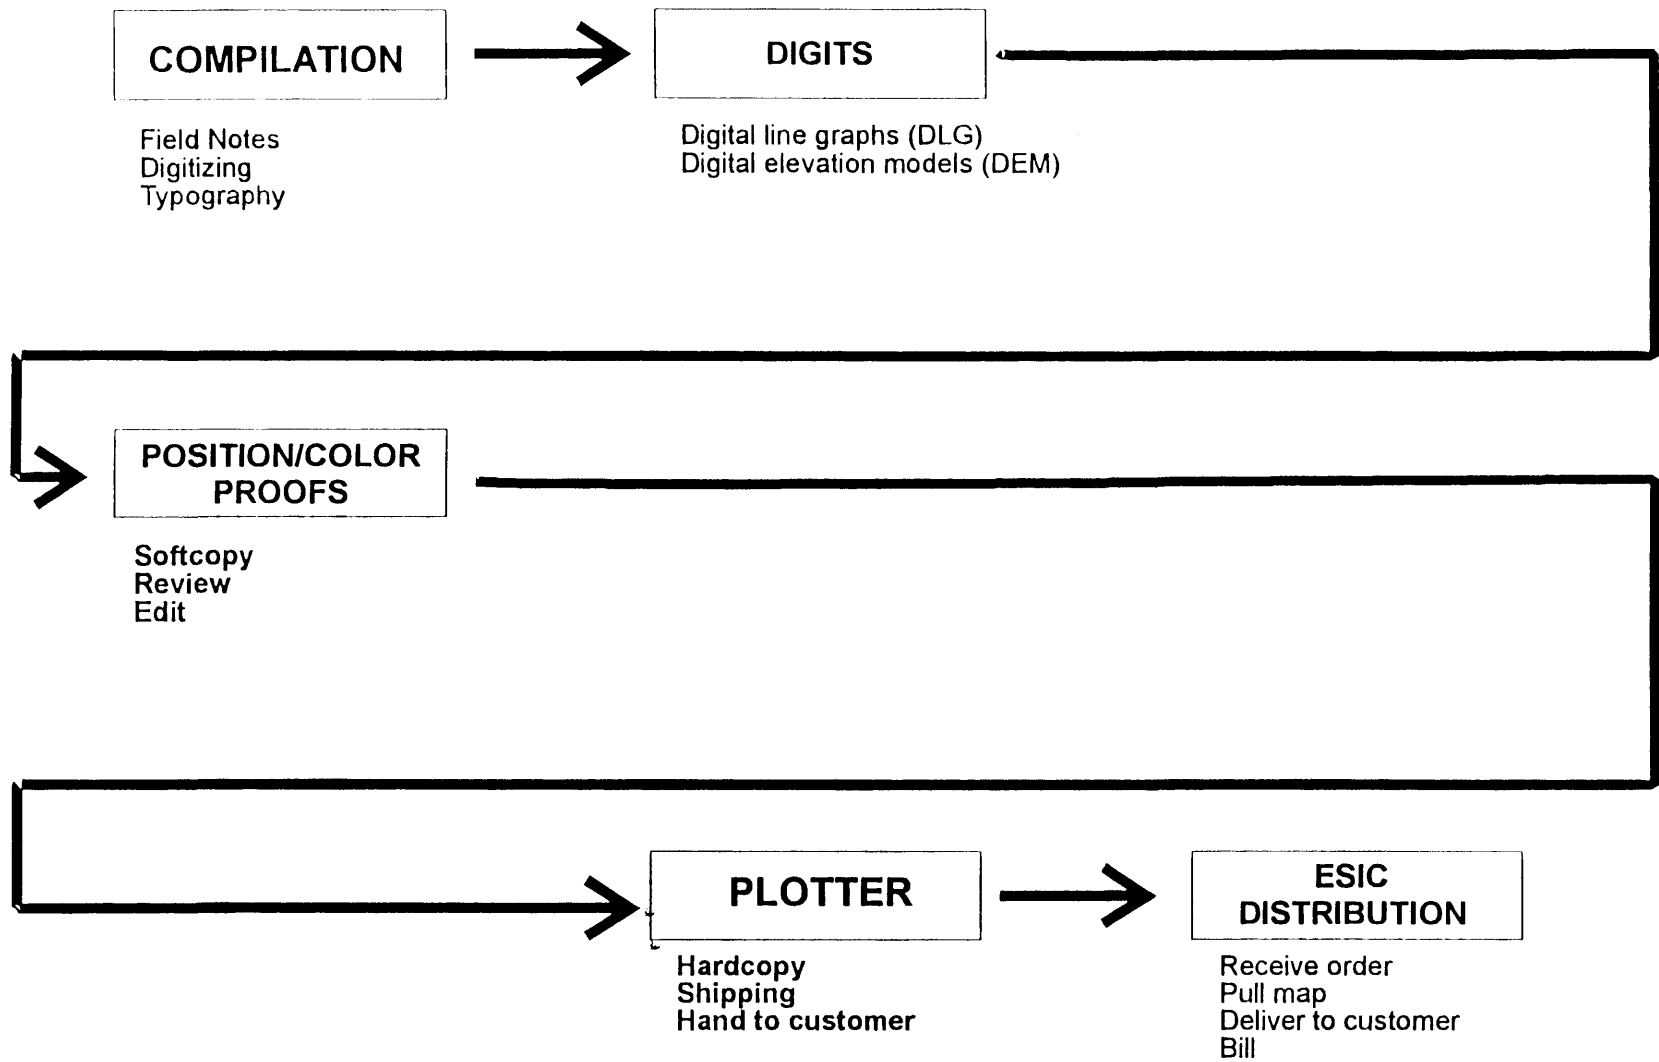 COMPILATION
Field Notes
Digitizing
Typography
DIGITS
Digital line graphs (DLG)
Digital elevation models (DEM)
POSITION/COLOR
PROOFS
Softcopy
Review
Edit
PLOTTER
Hardcopy
Shipping
Hand to customer
ESIC
DISTRIBUTION
Receive order
Pull map
Deliver to customer
Bill